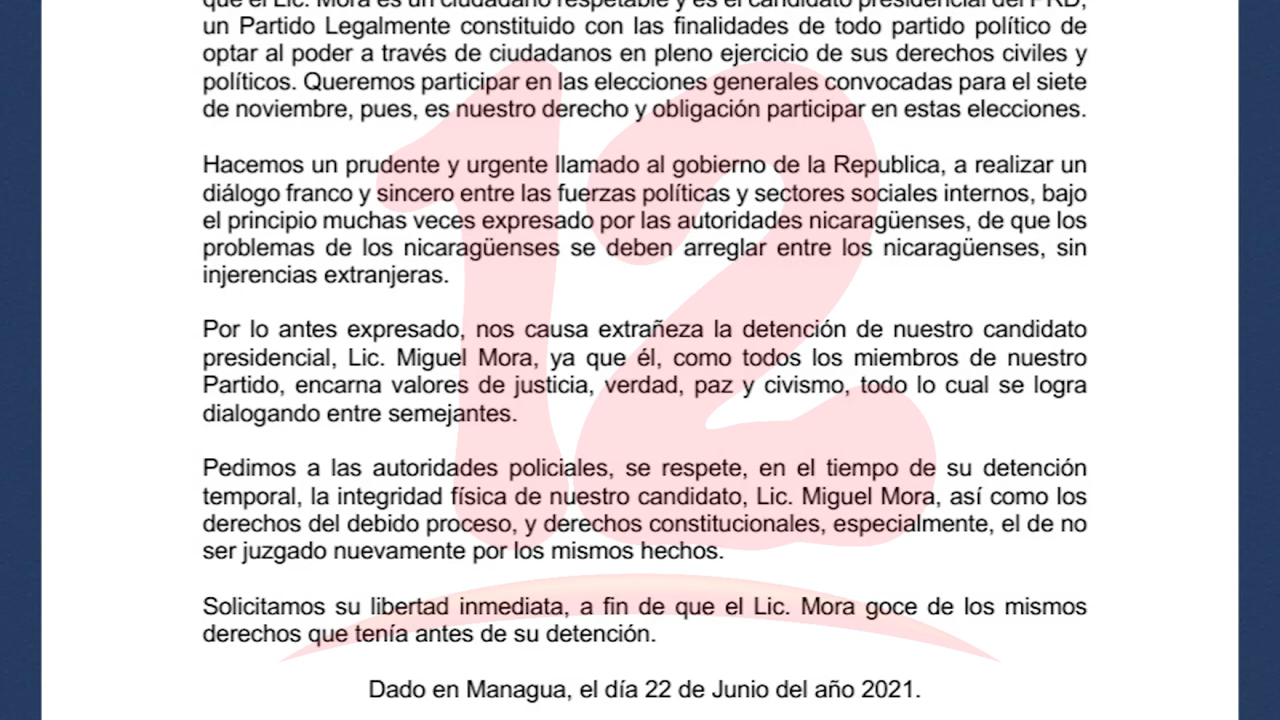 que el Lic. Mora es un ciudadano respetable y es el candidato presidencial del PRD,
un Partido Legalmente constituido con las finalidades de todo partido político de
optar al poder a través de ciudadanos en pleno ejercicio de sus derechos civiles y
políticos. Queremos participar en las elecciones generales convocadas para el siete
de noviembre, pues, es nuestro derecho y obligación participar en estas elecciones.
Hacemos un prudente y urgente llamado al gobierno de la Republica, a realizar un
diálogo franco y sincero entre las fuerzas políticas y sectores sociales internos, bajo
el principio muchas veces expresado por las autoridades nicaragüenses, de que los
problemas de los nicaragüenses se deben arreglar entre los nicaragüenses, sin
injerencias extranjeras.
Por lo antes expresado, nos causa extrañeza la detención de nuestro candidato
presidencial, Lic. Miguel Mora, ya que él, como todos los miembros de nuestro
Partido, encarna valores de justicia, verdad, paz y civismo, todo lo cual se logra
dialogando entre semejantes.
Pedimos a las autoridades policiales, se respete, en el tiempo de su detención
temporal, la integridad física de nuestro candidato, Lic. Miguel Mora, así como los
derechos del debido proceso, y derechos constitucionales, especialmente, el de no
ser juzgado nuevamente por los mismos hechos.
Solicitamos su libertad inmediata, a fin de que el Lic. Mora goce de los mismos
derechos que tenía antes de su detención.
Dado en Managua, el día 22 de Junio del año 2021.
12